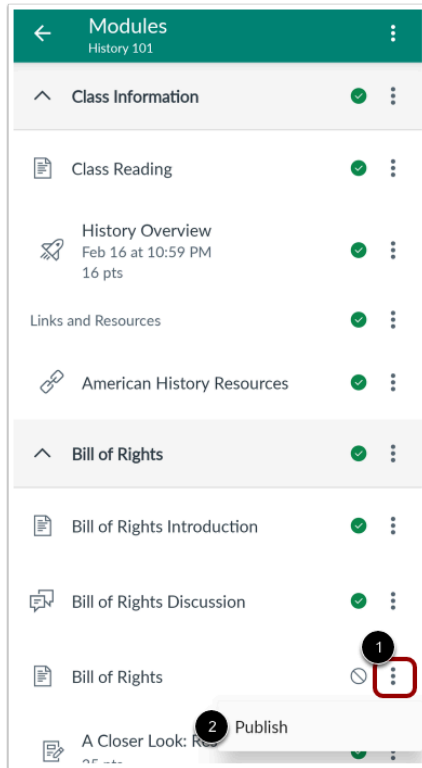 Modules
History 101
Class Information
Class Reading
History Overview
Feb 16 at 10:59 PM
16 pts
Links and Resources
American History Resources
Bill of Rights
Bill of Rights Introduction
Bill of Rights Discussion
1
Bill of Rights
2 Publish
A Closer Look:
pts